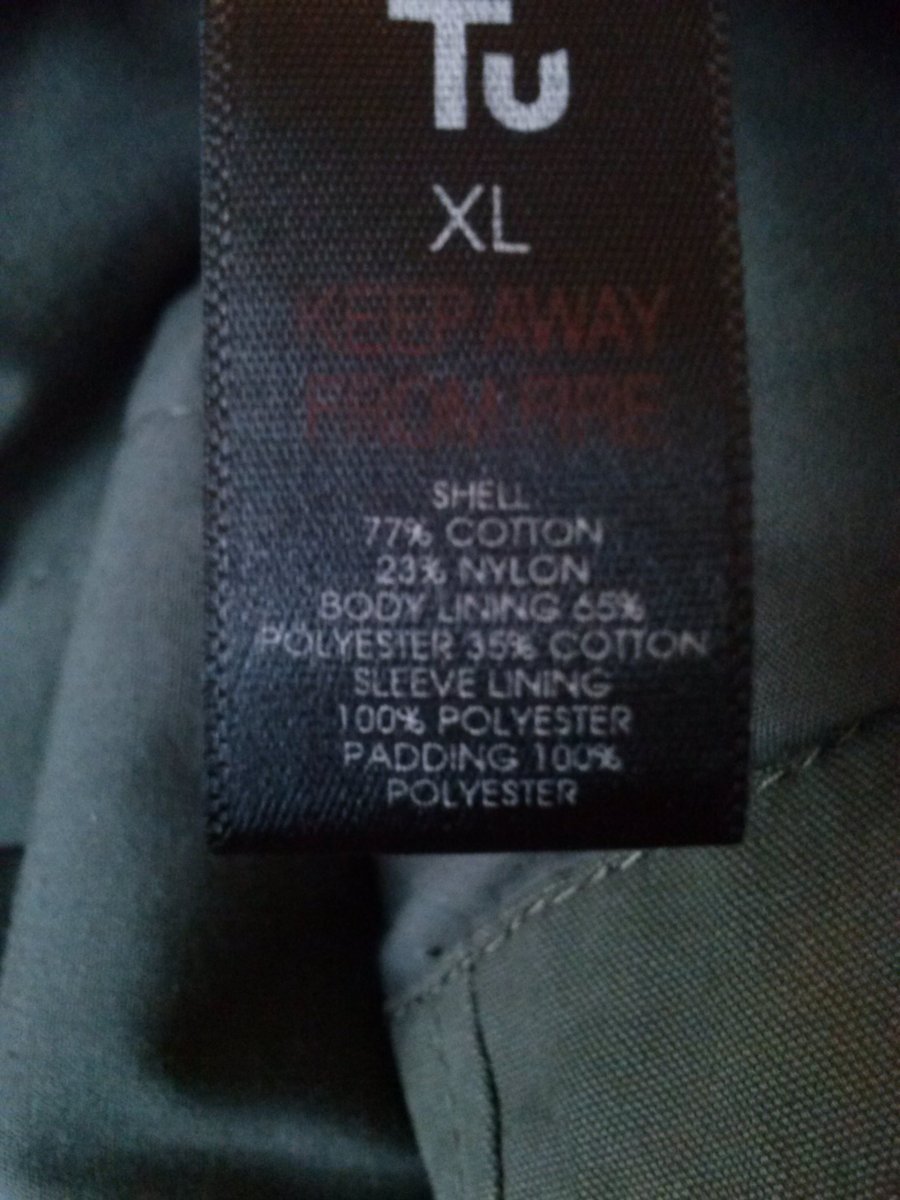 Tu
XL
KEEP AWAY
FROM FIRE
SHELL
77% COTTON
23% NYLON
BODY LINING 65%
POLYESTER 35% COTTON
SLEEVE LINING
100% POLYESTER
PADDING 100%
POLYESTER